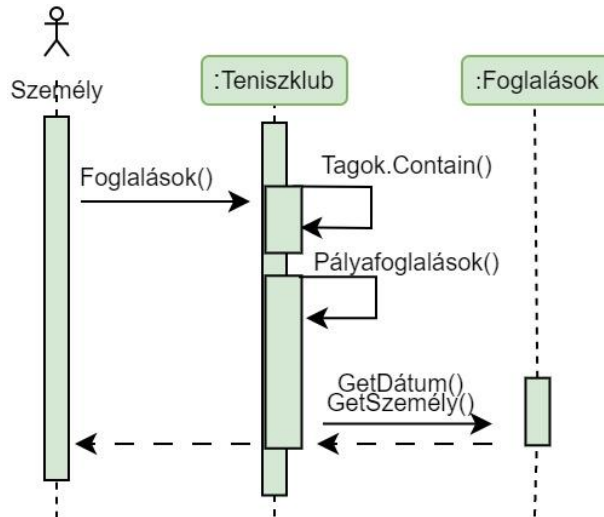 Személy
:Teniszklub
:Foglalások
Foglalások()
Tagok.Contain()
Pályafoglalások()
GetDátum()
GetSzemély()